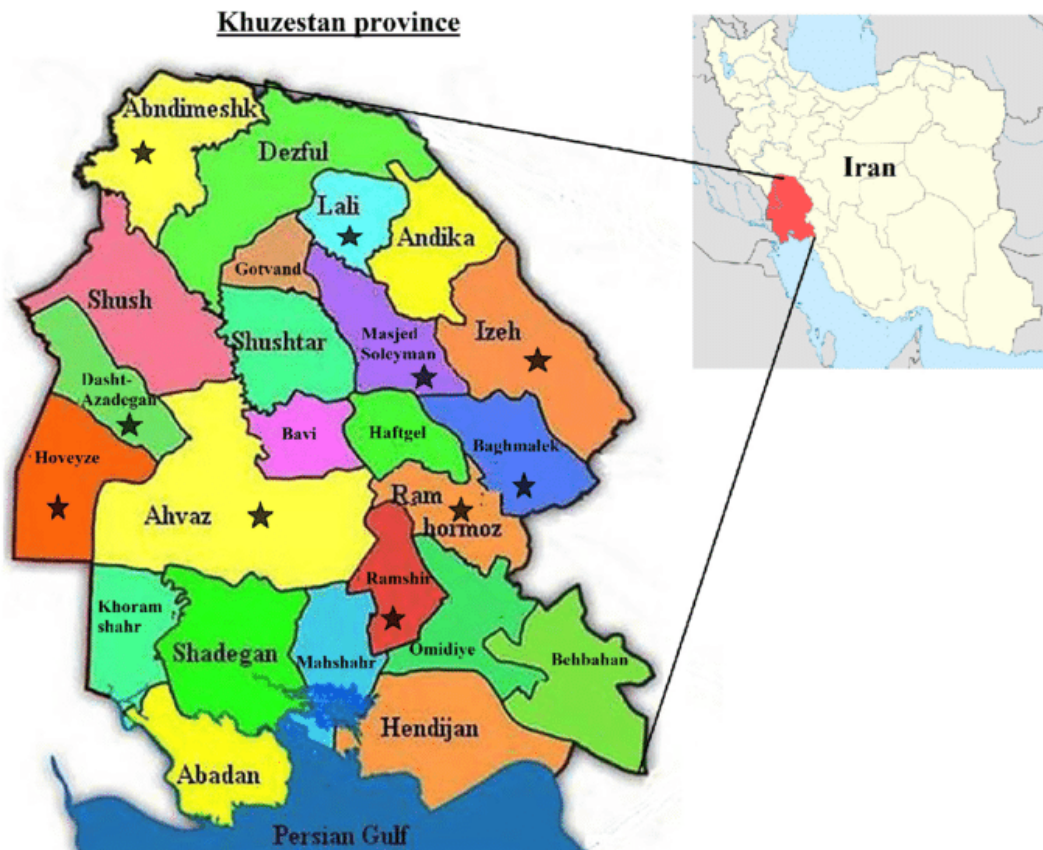 Khuzestan province
Abndimeshk
Dezful
Lali
Andika
Gotvand
Shush
Shushtar
Masjed
Soleyman
Izeh
Dasht-
Azadegan
Bavi
Haftgel
Baghmalek
Hoveyze
Ahvaz
Ram
hormoz
Ramshir
Khoram
shahr
Shadegan
Mahshahr
Omidiye
Behbahan
Hendijan
Abadan
Persian Gulf
Iran